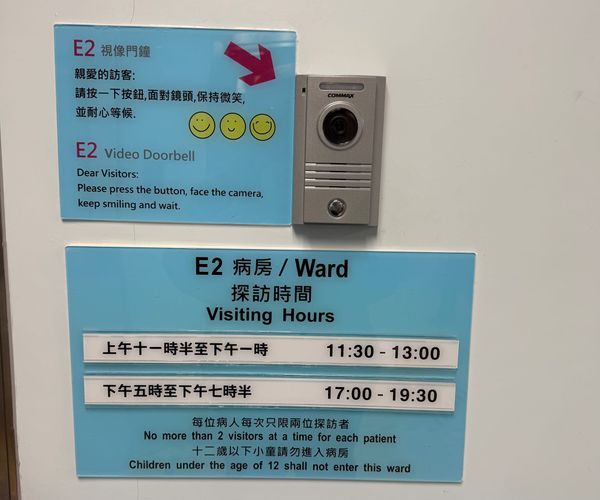 E2 視像門鐘
親愛的訪客:
請按一下按鈕,面對鏡頭,保持微笑,
並耐心等候.
E2 Video Doorbell
Dear Visitors:
Please press the button, face the camera,
keep smiling and wait.
COMMAX
E2 病房 / Ward
探訪時間
Visiting Hours
上午十一時半至下午一時 11:30 - 13:00
下午五時至下午七時半 17:00 - 19:30
每位病人每次只限兩位探訪者
No more than 2 visitors at a time for each patient
十二歲以下小童請勿進入病房
Children under the age of 12 shall not enter this ward